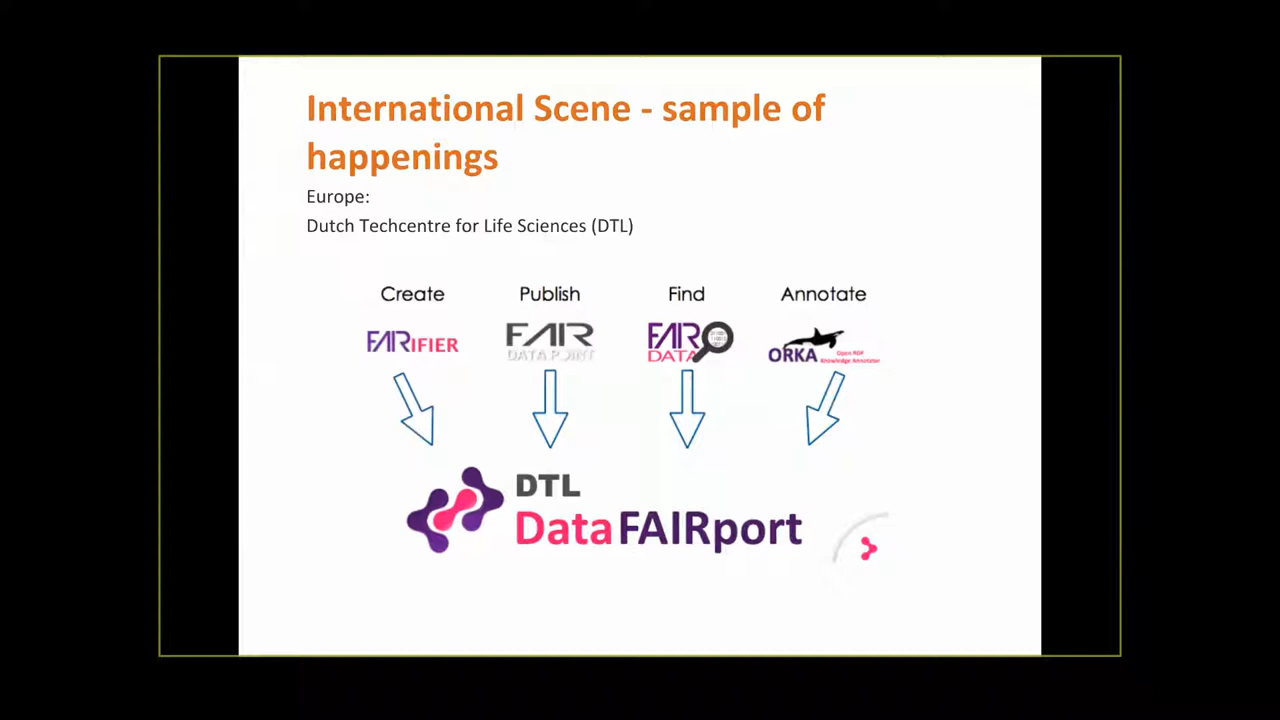 International Scene - sample of
happenings
Europe:
Dutch Techcentre for Life Sciences (DTL)
Create Publish Find Annotate
FAIRIFIER
FAIR
DATA POINT
FAIR
DATA
ORKA
Open RDF
Knowledge Annotator
DTL
DataFAIRport